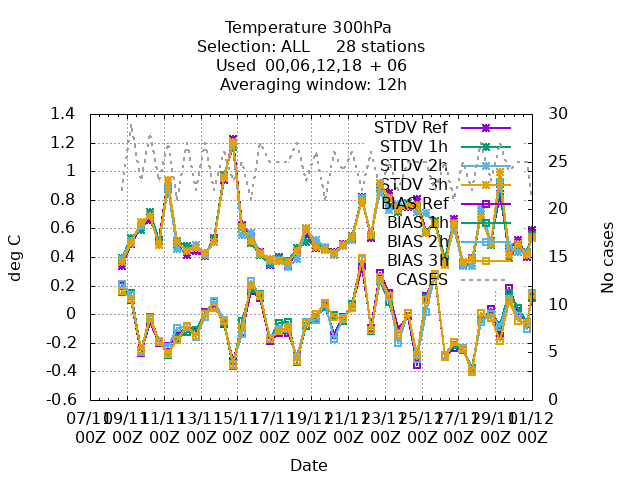 Temperature 300hPa
Selection: ALL 28 stations
Used 00,06,12,18 + 06
Averaging window: 12h
1.4
1.2
1
0.8
0.6
0.4
0.2
0
-0.2
-0.4
-0.6
deg C
30
25
20
15
10
5
0
No cases
STDV Ref
STDV 1h
STDV 2h
STDV 3h
BIAS Ref
BIAS 1h
BIAS 2h
BIAS 3h
CASES
07/11 09/11 11/11 13/11 15/11 17/11 19/11 21/11 23/11 25/11 27/11 29/11 01/12
00Z 00Z 00Z 00Z 00Z 00Z 00Z 00Z 00Z 00Z 00Z 00Z 00Z
Date